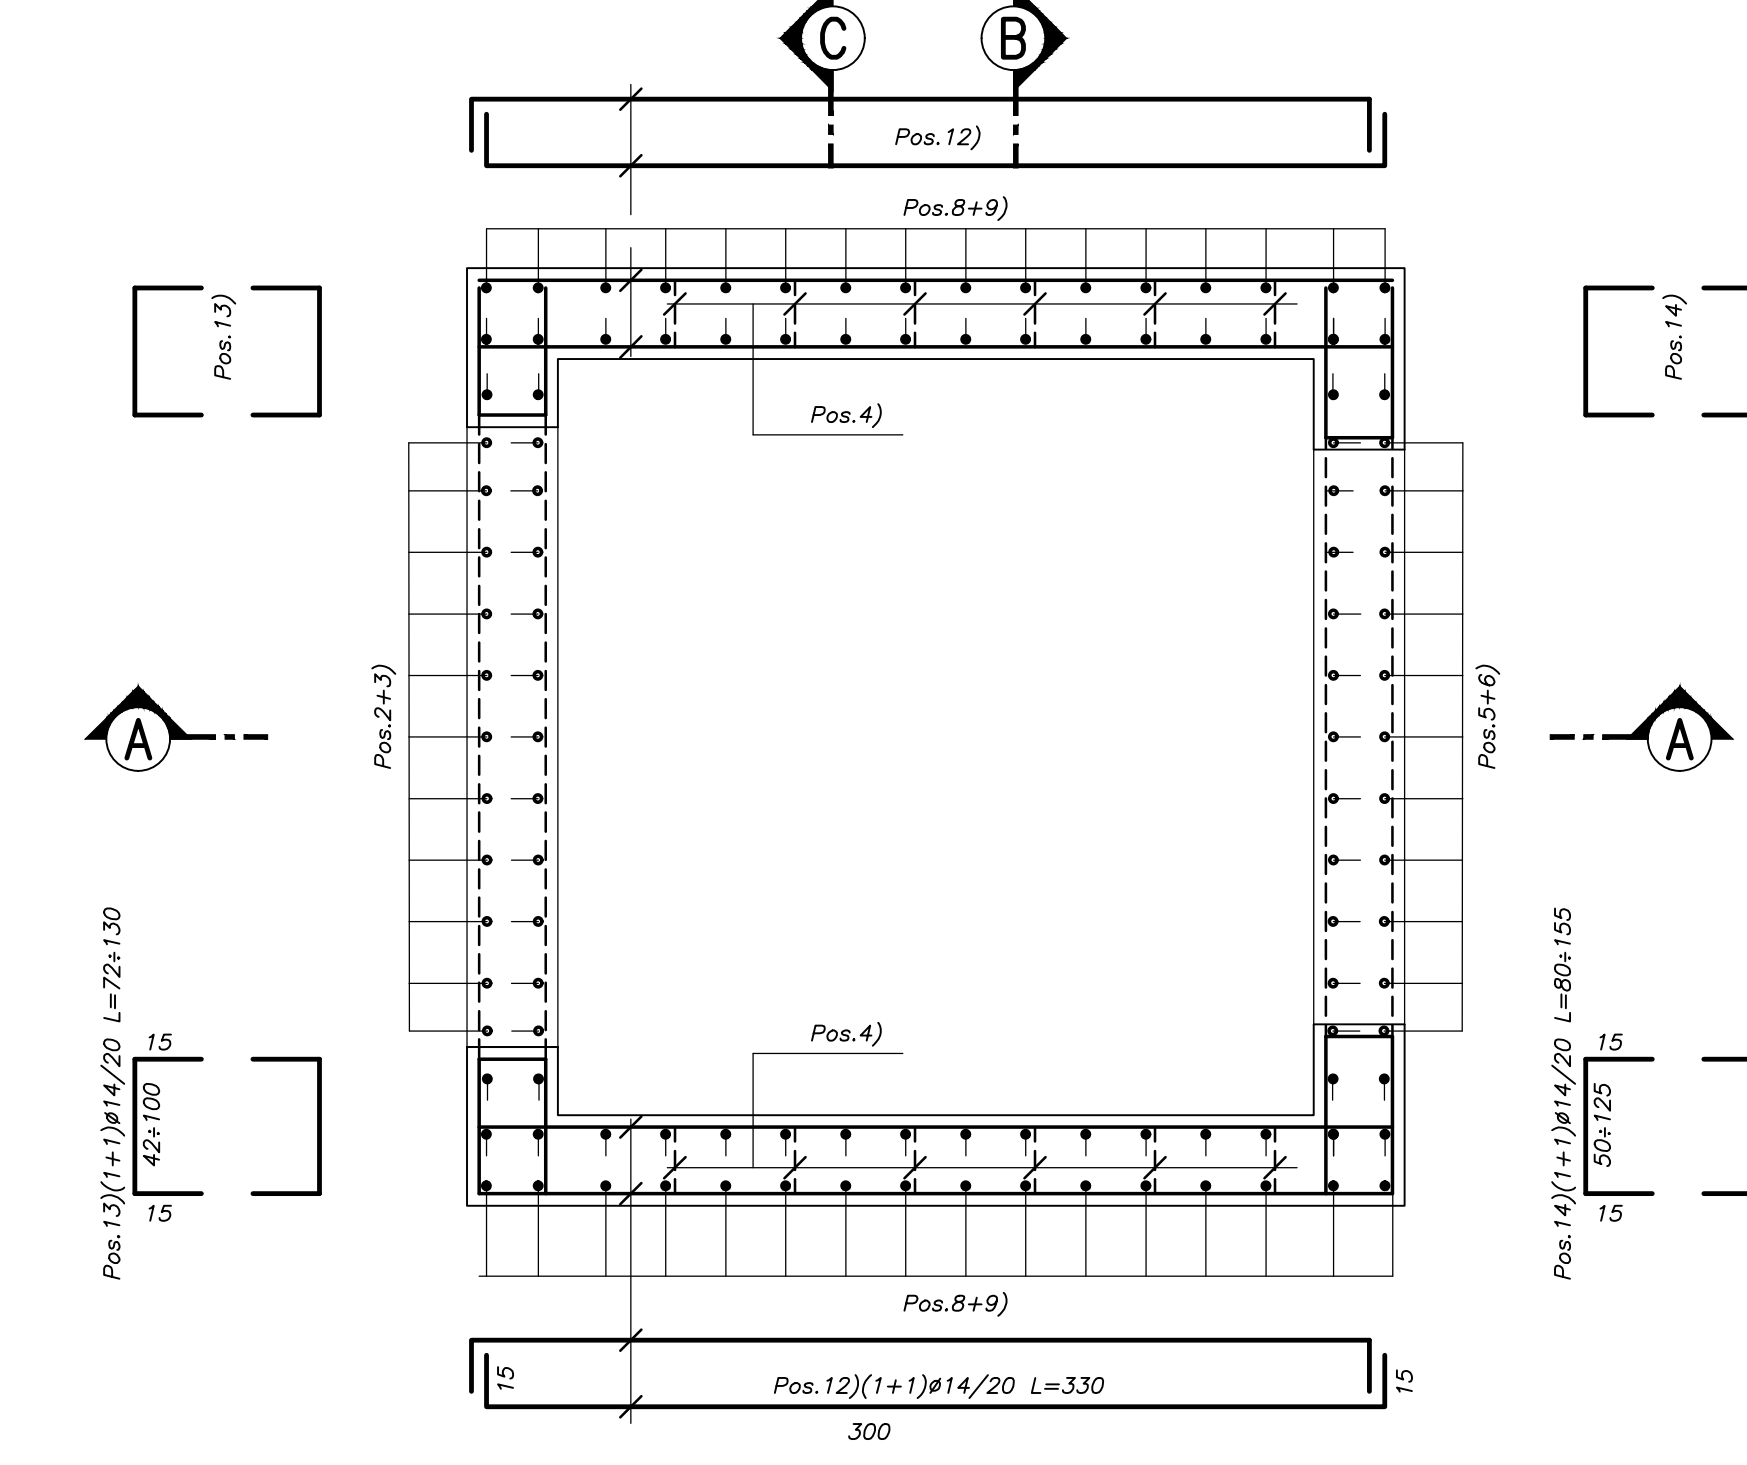 C
B
Pos.12)
Pos.8+9)
Pos.13)
Pos.14)
Pos.4)
Pos.2+3)
Pos.5+6)
A
A
Pos.13)(1+1)ø14/20 L=72÷130
15
42÷100
15
Pos.4)
Pos.14)(1+1)ø14/20 L=80÷155
15
50÷125
15
Pos.8+9)
15
Pos.12)(1+1)ø14/20 L=330
15
300